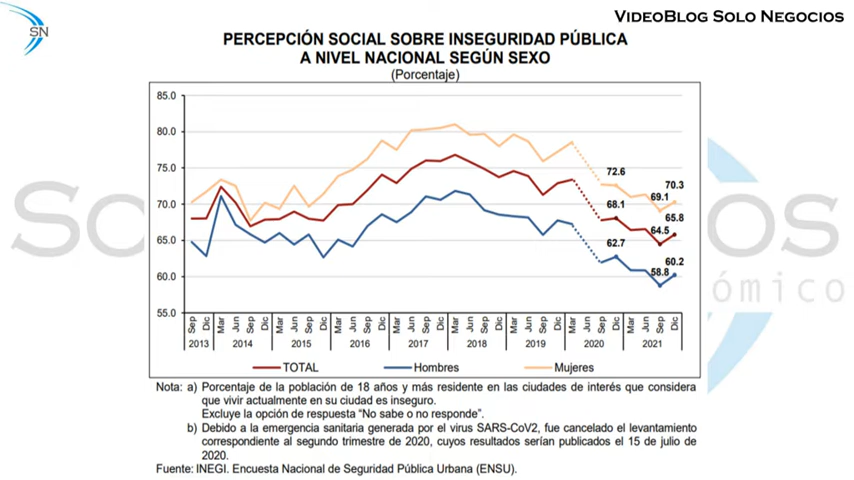 SN
VIDEOBLOG SOLO NEGOCIOS
PERCEPCIÓN SOCIAL SOBRE INSEGURIDAD PÚBLICA
A NIVEL NACIONAL SEGÚN SEXO
(Porcentaje)
85.0
80.0
75.0
70.0
65.0
60.0
55.0
72.6
70.3
69.1
68.1
65.8
64.5
62.7
60.2
58.8
Sep Dic Mar Jun Sep Dic Mar Jun Sep Dic Mar Jun Sep Dic Mar Jun Sep Dic Mar Jun Sep Dic Mar Jun Sep Dic Mar Jun Sep Dic Mar Jun Sep Dic
2013 2014 2015 2016 2017 2018 2019 2020 2021
TOTAL Hombres Mujeres
Nota: a) Porcentaje de la población de 18 años y más residente en las ciudades de interés que considera
que vivir actualmente en su ciudad es inseguro.
Excluye la opción de respuesta “No sabe o no responde”.
b) Debido a la emergencia sanitaria generada por el virus SARS-CoV2, fue cancelado el levantamiento
correspondiente al segundo trimestre de 2020, cuyos resultados serían publicados el 15 de julio de
2020.
Fuente: INEGI. Encuesta Nacional de Seguridad Pública Urbana (ENSU).